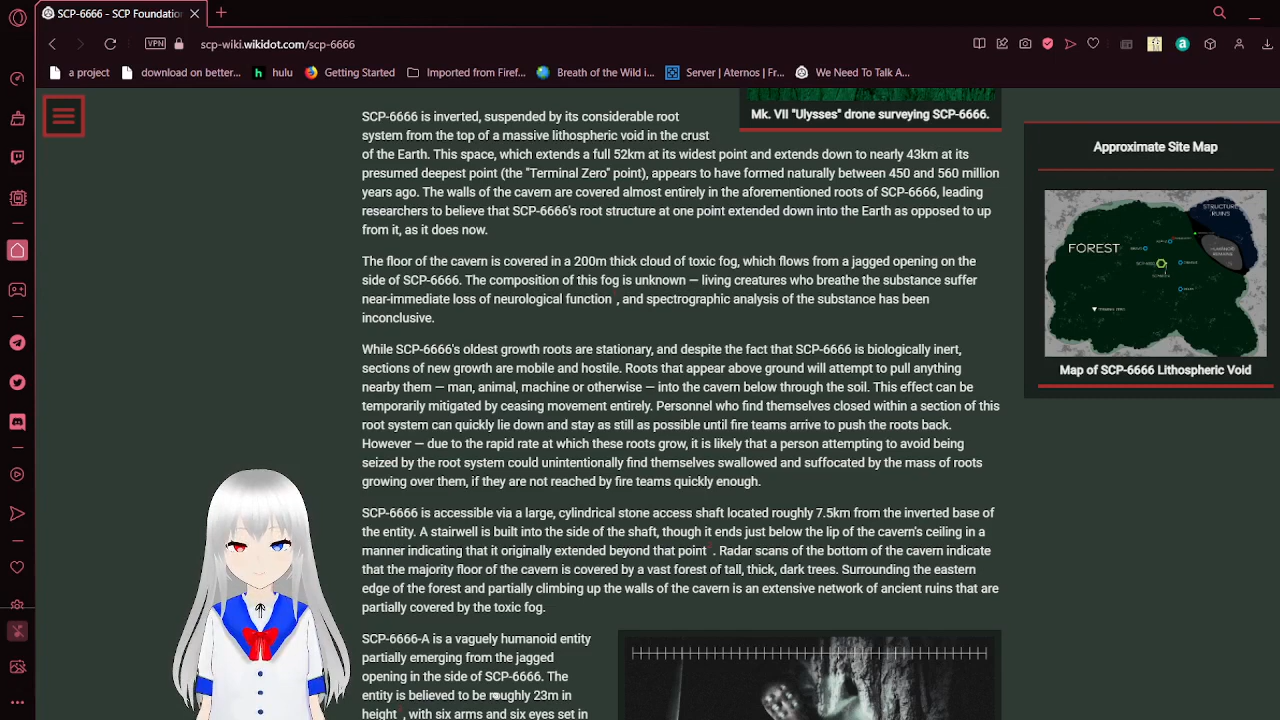 SCP-6666 - SCP Foundation
VPN
scp-wiki.wikidot.com/scp-6666
a project
download on better...
hulu
Getting Started
Imported from Firef...
Breath of the Wild i...
Server | Aternos | Fr...
We Need To Talk A...
SCP-6666 is inverted, suspended by its considerable root
system from the top of a massive lithospheric void in the crust
of the Earth. This space, which extends a full 52km at its widest point and extends down to nearly 43km at its
presumed deepest point (the "Terminal Zero" point), appears to have formed naturally between 450 and 560 million
years ago. The walls of the cavern are covered almost entirely in the aforementioned roots of SCP-6666, leading
researchers to believe that SCP-6666's root structure at one point extended down into the Earth as opposed to up
from it, as it does now.
The floor of the cavern is covered in a 200m thick cloud of toxic fog, which flows from a jagged opening on the
side of SCP-6666. The composition of this fog is unknown — living creatures who breathe the substance suffer
near-immediate loss of neurological function , and spectrographic analysis of the substance has been
inconclusive.
While SCP-6666's oldest growth roots are stationary, and despite the fact that SCP-6666 is biologically inert,
sections of new growth are mobile and hostile. Roots that appear above ground will attempt to pull anything
nearby them — man, animal, machine or otherwise — into the cavern below through the soil. This effect can be
temporarily mitigated by ceasing movement entirely. Personnel who find themselves closed within a section of this
root system can quickly lie down and stay as still as possible until fire teams arrive to push the roots back.
However — due to the rapid rate at which these roots grow, it is likely that a person attempting to avoid being
seized by the root system could unintentionally find themselves swallowed and suffocated by the mass of roots
growing over them, if they are not reached by fire teams quickly enough.
SCP-6666 is accessible via a large, cylindrical stone access shaft located roughly 7.5km from the inverted base of
the entity. A stairwell is built into the side of the shaft, though it ends just below the lip of the cavern's ceiling in a
manner indicating that it originally extended beyond that point . Radar scans of the bottom of the cavern indicate
that the majority floor of the cavern is covered by a vast forest of tall, thick, dark trees. Surrounding the eastern
edge of the forest and partially climbing up the walls of the cavern is an extensive network of ancient ruins that are
partially covered by the toxic fog.
SCP-6666-A is a vaguely humanoid entity
partially emerging from the jagged
opening in the side of SCP-6666. The
entity is believed to be roughly 23m in
height , with six arms and six eyes set in
Mk. VII "Ulysses" drone surveying SCP-6666.
Approximate Site Map
STRUCTURE
RUINS
FOREST
TERMINAL ZERO
Map of SCP-6666 Lithospheric Void